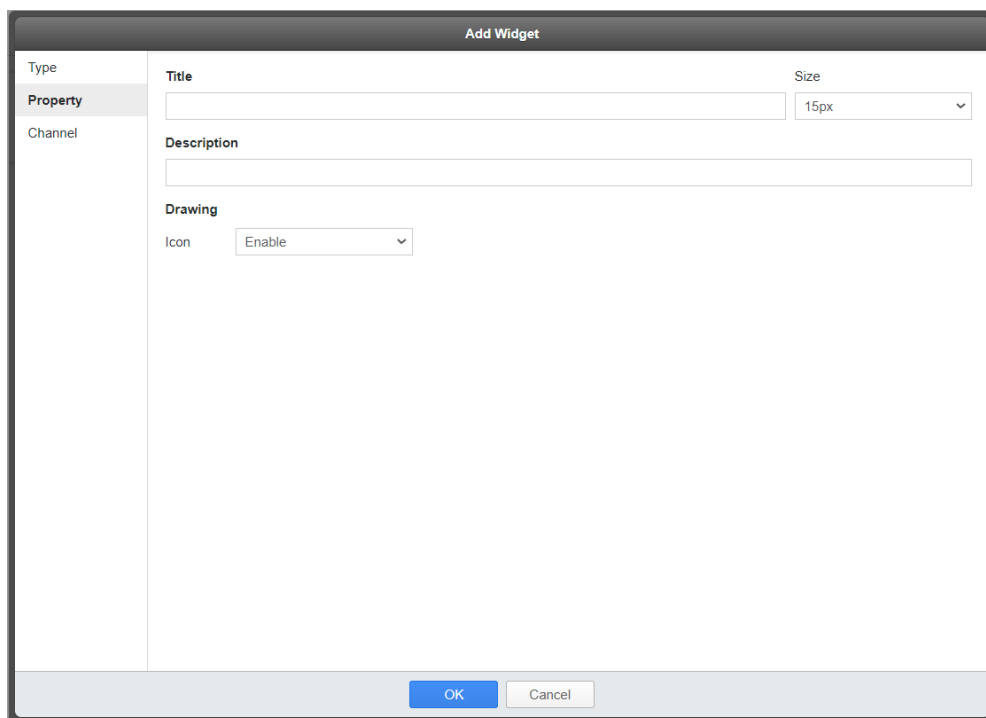 Add Widget
Type
Property
Channel
Title
Size
15px
Description
Drawing
Icon
Enable
OK
Cancel